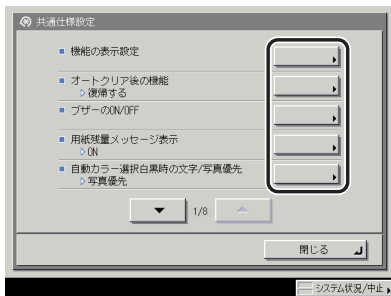 共通仕様設定
機能の表示設定
オートクリア後の機能
復帰する
ブザーのON/OFF
用紙残量メッセージ表示
ON
自動カラー選択白黒時の文字/写真優先
写真優先
1/8
閉じる
システム状況/中止